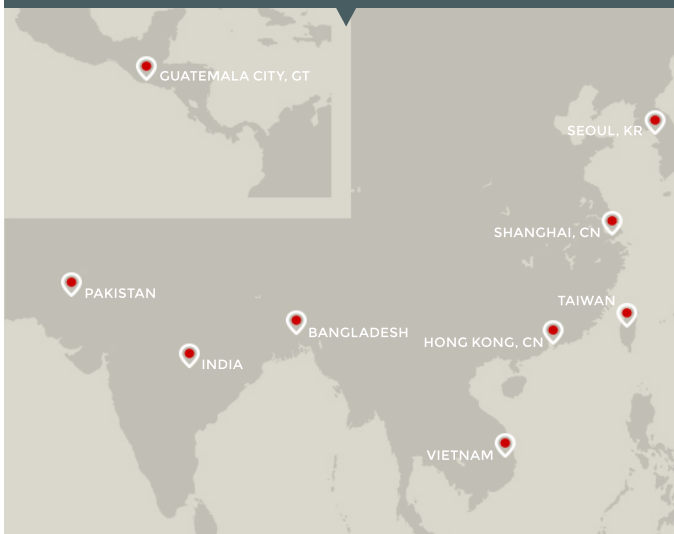 GUATEMALA CITY, GT
SEOUL, KR
SHANGHAI, CN
PAKISTAN
TAIWAN
BANGLADESH
HONG KONG, CN
INDIA
VIETNAM